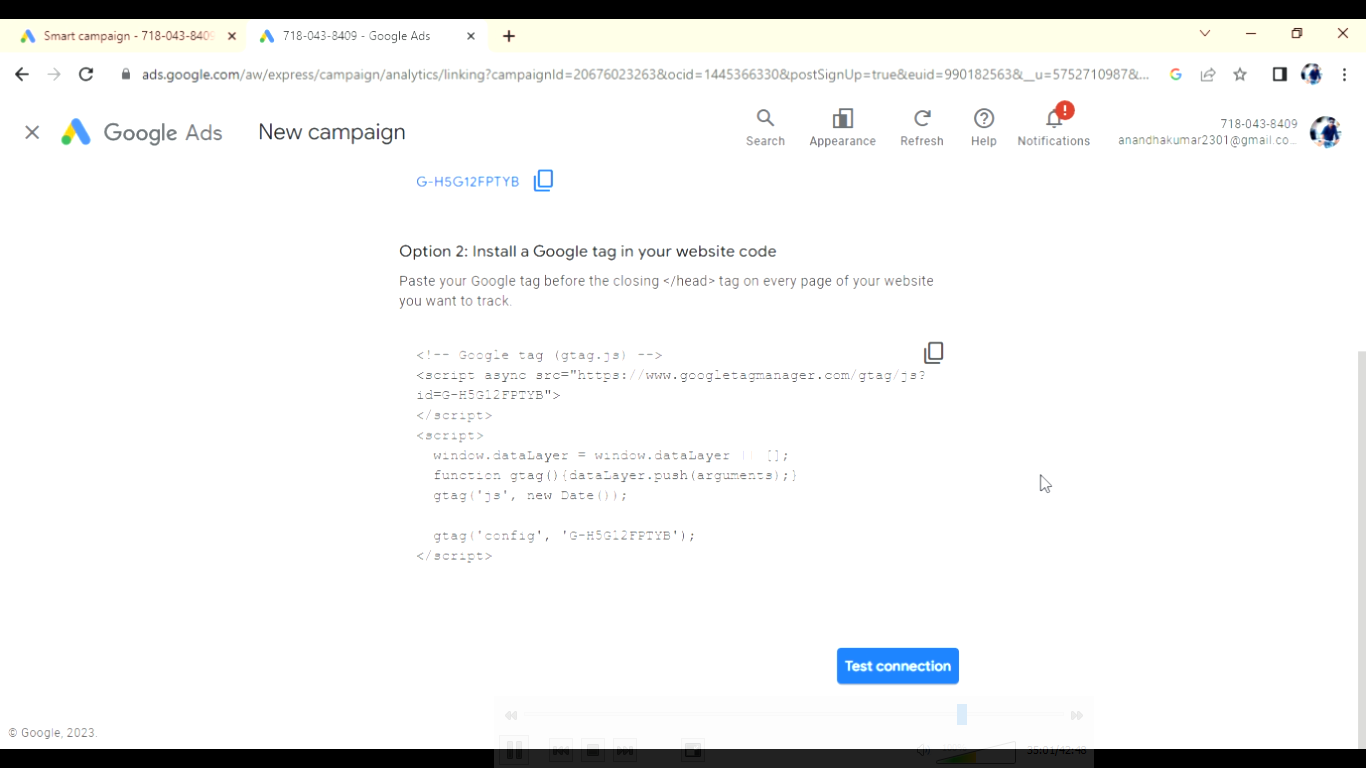 Smart campaign - 718-043-8409
718-043-8409 - Google Ads
ads.google.com/aw/express/campaign/analytics/linking?campaignId=20676023263&ocid=1445366330&postSignUp=true&euid=990182563&__u=5752710987&...
Google Ads
New campaign
Search
Appearance
Refresh
Help
Notifications
718-043-8409
anandhakumar2301@gmail.co...
G-H5G12FPTYB
Option 2: Install a Google tag in your website code
Paste your Google tag before the closing </head> tag on every page of your website
you want to track.
<!-- Google tag (gtag.js) -->
<script async src="https://www.googletagmanager.com/gtag/js?
id=G-H5G12FPTYB">
</script>
<script>
window.dataLayer = window.dataLayer || [];
function gtag(){dataLayer.push(arguments);}
gtag('js', new Date());
gtag('config', 'G-H5G12FPTYB');
</script>
Test connection
© Google, 2023.
35:01/42:48